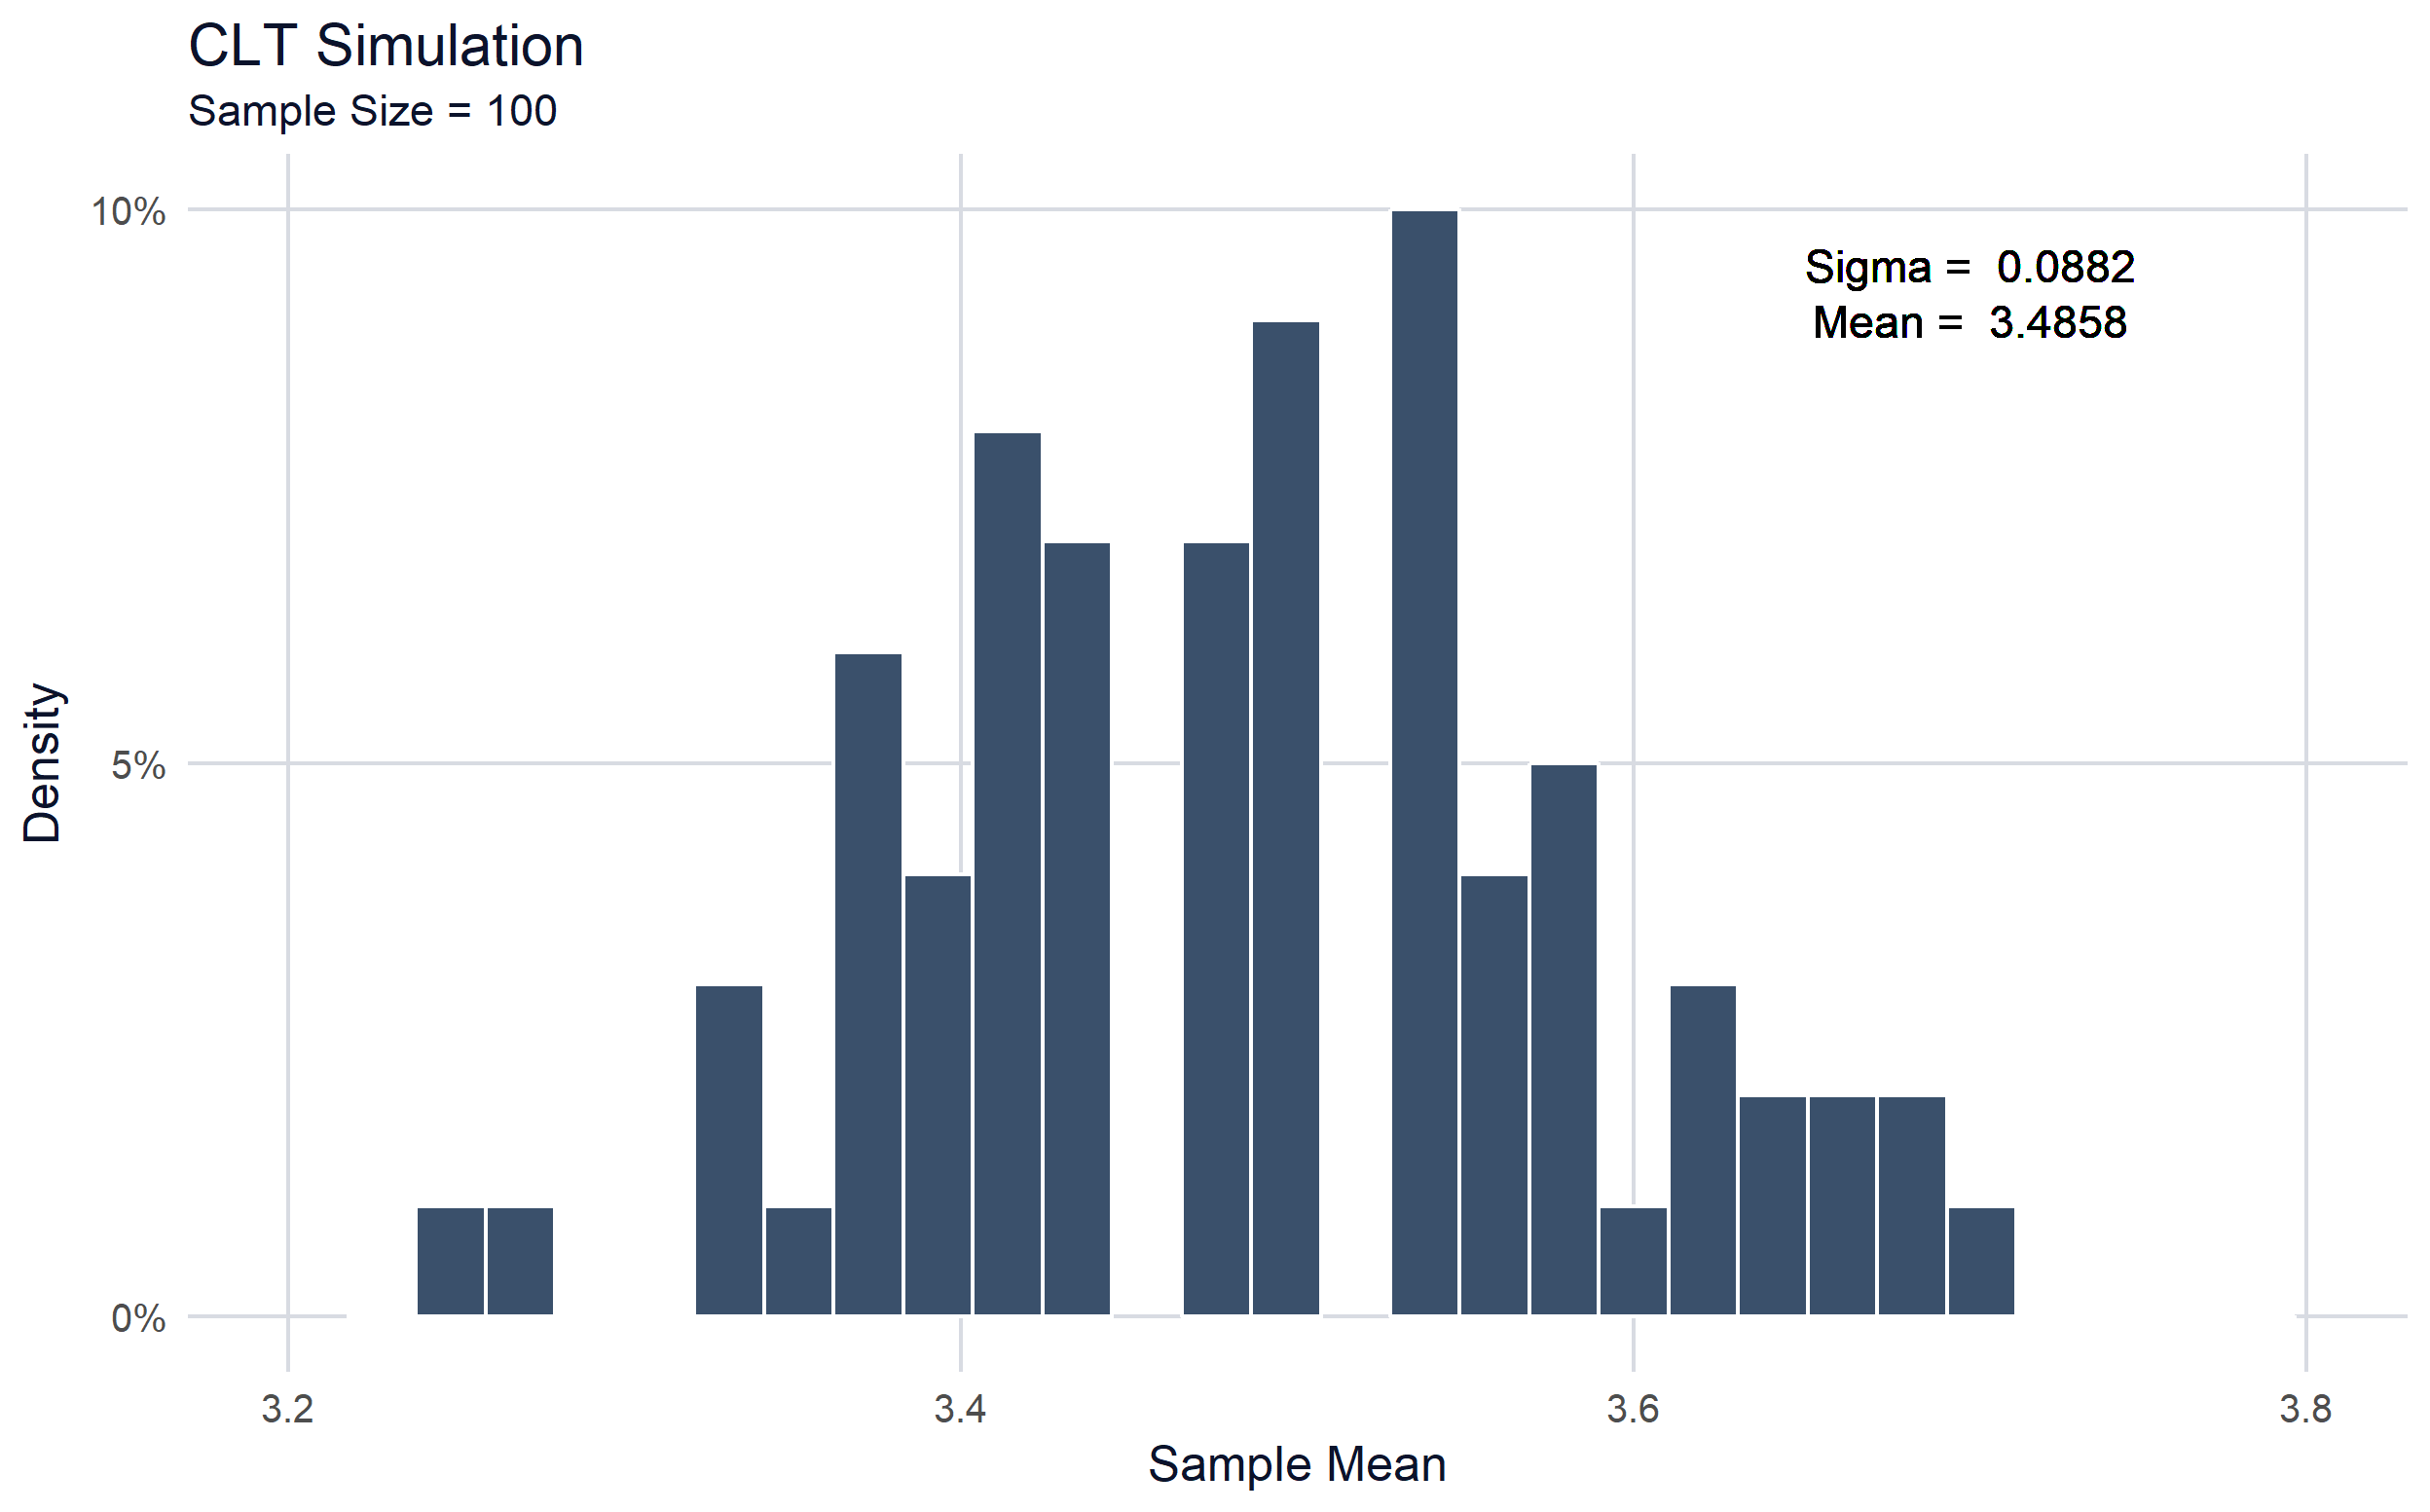 CLT Simulation
Sample Size = 100
10%
5%
0%
Density
Sigma =  0.0882
Mean =  3.4858
3.2
3.4
3.6
3.8
Sample Mean